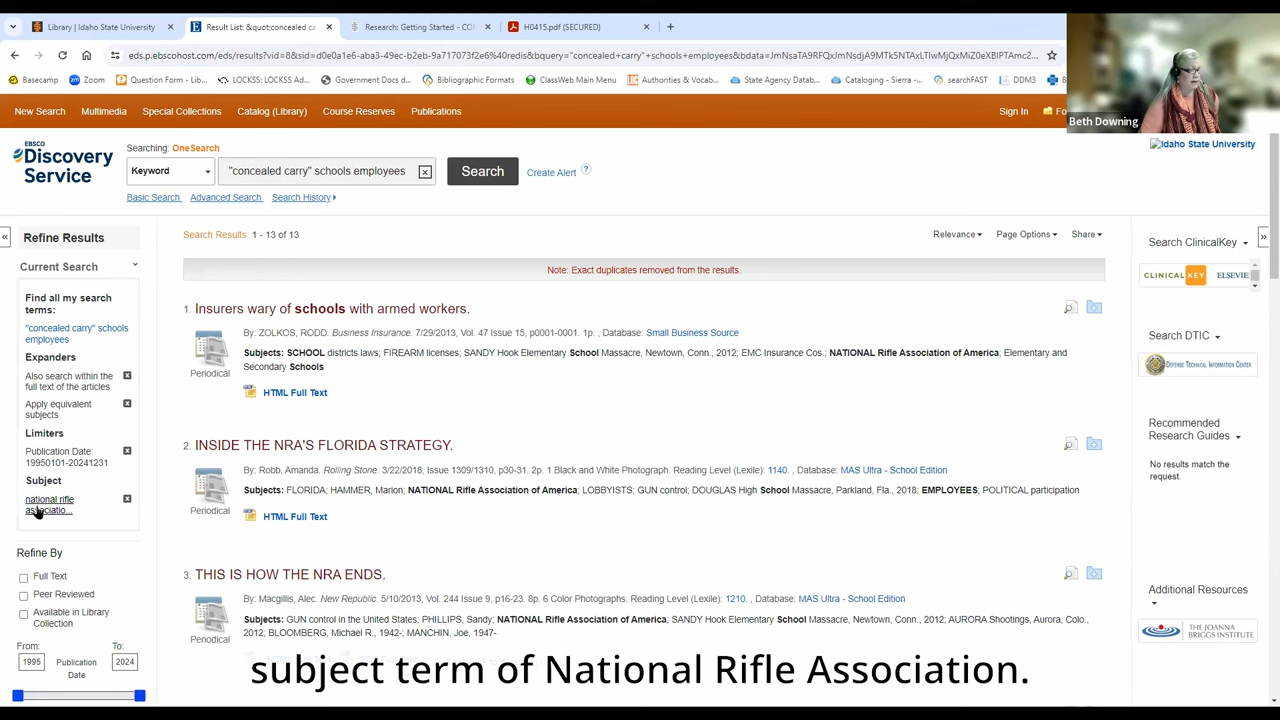 Library | Idaho State University
Result List: &quot;concealed car
Research: Getting Started - CO
H0415.pdf (SECURED)
eds.p.ebscohost.com/eds/results?vid=8&sid=d0e0a1e6-aba3-49ec-b2eb-9a717073f2e6%40redis&bquery="concealed+carry"+schools+employees&bdata=JmNsaTA9RFQxJmNsdjA9MTk5NTAxLTIwMjQxMiZ0eXBlPTAmc2...
Basecamp
Zoom
Question Form - Lib...
LOCKSS: LOCKSS Ad...
Government Docs d...
Bibliographic Formats
ClassWeb Main Menu
Authorities & Vocab...
State Agency Datab...
Cataloging - Sierra -...
searchFAST
DDM3
Beth Downing
New Search
Multimedia
Special Collections
Catalog (Library)
Course Reserves
Publications
Sign In
Fo
EBSCO
Discovery
Service
Searching: OneSearch
Keyword
"concealed carry" schools employees
Search
Create Alert
?
Basic Search
Advanced Search
Search History
Idaho State University
«
Refine Results
Current Search
Find all my search
terms:
"concealed carry" schools
employees
Expanders
Also search within the
full text of the articles
Apply equivalent
subjects
Limiters
Publication Date:
19950101-20241231
Subject
national rifle
associatio...
Refine By
Full Text
Peer Reviewed
Available in Library
Collection
From:
To:
1995
Publication
Date
2024
Search Results: 1 - 13 of 13
Relevance
Page Options
Share
Note: Exact duplicates removed from the results.
1. Insurers wary of schools with armed workers.
By: ZOLKOS, RODD. Business Insurance. 7/29/2013, Vol. 47 Issue 15, p0001-0001. 1p. , Database: Small Business Source
Periodical
Subjects: SCHOOL districts laws; FIREARM licenses; SANDY Hook Elementary School Massacre, Newtown, Conn., 2012; EMC Insurance Cos.; NATIONAL Rifle Association of America; Elementary and
Secondary Schools
HTML Full Text
2. INSIDE THE NRA'S FLORIDA STRATEGY.
By: Robb, Amanda. Rolling Stone. 3/22/2018, Issue 1309/1310, p30-31. 2p. 1 Black and White Photograph. Reading Level (Lexile): 1140. , Database: MAS Ultra - School Edition
Periodical
Subjects: FLORIDA; HAMMER, Marion; NATIONAL Rifle Association of America; LOBBYISTS; GUN control; DOUGLAS High School Massacre, Parkland, Fla., 2018; EMPLOYEES; POLITICAL participation
HTML Full Text
3. THIS IS HOW THE NRA ENDS.
By: Macgillis, Alec. New Republic. 5/10/2013, Vol. 244 Issue 9, p16-23. 8p. 6 Color Photographs. Reading Level (Lexile): 1210. , Database: MAS Ultra - School Edition
Periodical
Subjects: GUN control in the United States; PHILLIPS, Sandy; NATIONAL Rifle Association of America; SANDY Hook Elementary School Massacre, Newtown, Conn., 2012; AURORA Shootings, Aurora, Colo.,
2012; BLOOMBERG, Michael R., 1942-; MANCHIN, Joe, 1947-
»
Search ClinicalKey
CLINICAL KEY
ELSEVIE
Search DTIC
DEFENSE TECHNICAL INFORMATION CENTER
Recommended
Research Guides
No results match the
request.
Additional Resources
THE JOANNA
BRIGGS INSTITUTE
subject term of National Rifle Association.